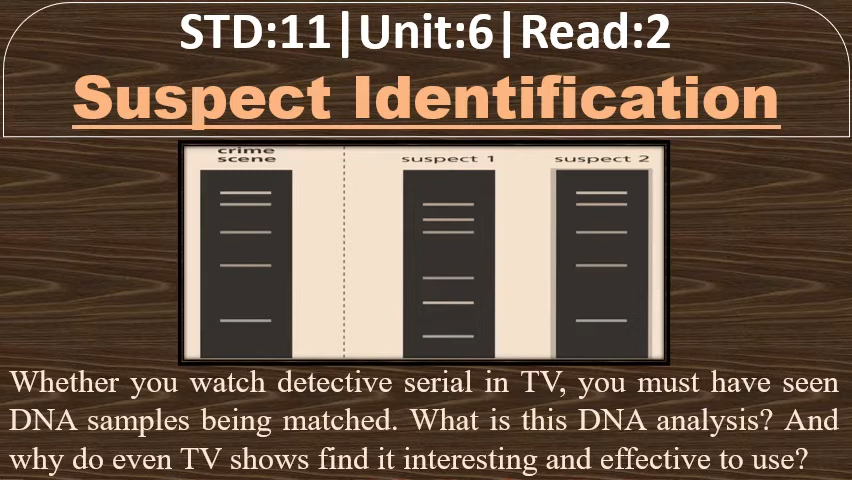 STD:11|Unit:6|Read:2
Suspect Identification
crime
scene
suspect 1
suspect 2
Whether you watch detective serial in TV, you must have seen
DNA samples being matched. What is this DNA analysis? And
why do even TV shows find it interesting and effective to use?